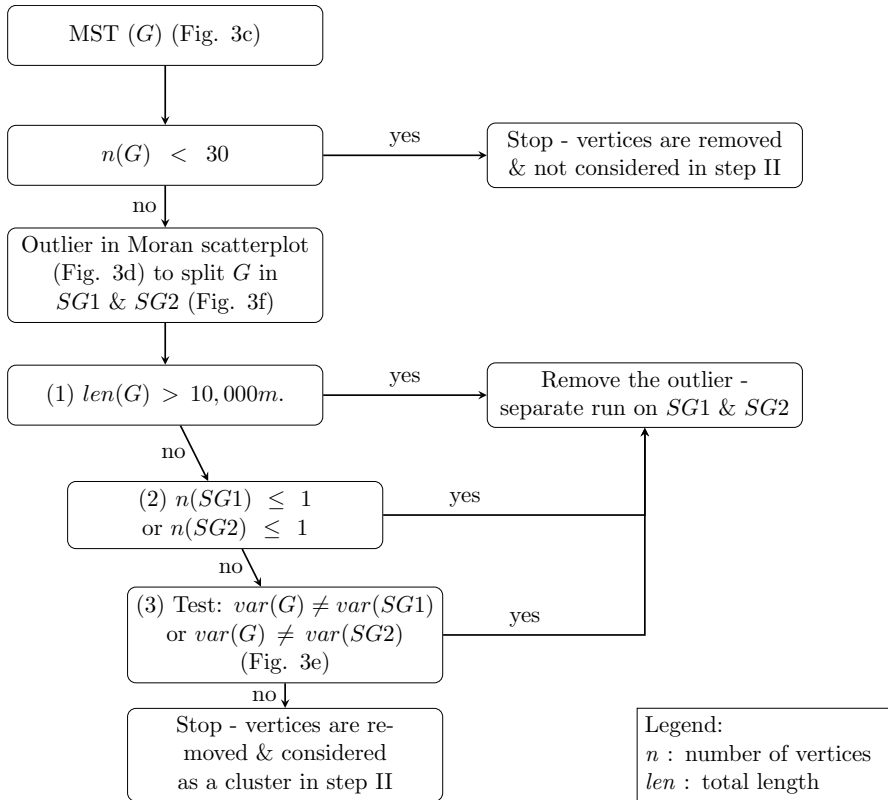 MST (G) (Fig. 3c)
n(G) < 30
yes
Stop - vertices are removed
& not considered in step II
no
Outlier in Moran scatterplot
(Fig. 3d) to split G in
SG1 & SG2 (Fig. 3f)
(1) len(G) > 10,000m.
yes
Remove the outlier -
separate run on SG1 & SG2
no
(2) n(SG1) ≤ 1
or n(SG2) ≤ 1
yes
no
(3) Test: var(G) ≠ var(SG1)
or var(G) ≠ var(SG2)
(Fig. 3e)
yes
no
Stop - vertices are re-
moved & considered
as a cluster in step II
Legend:
n : number of vertices
len : total length